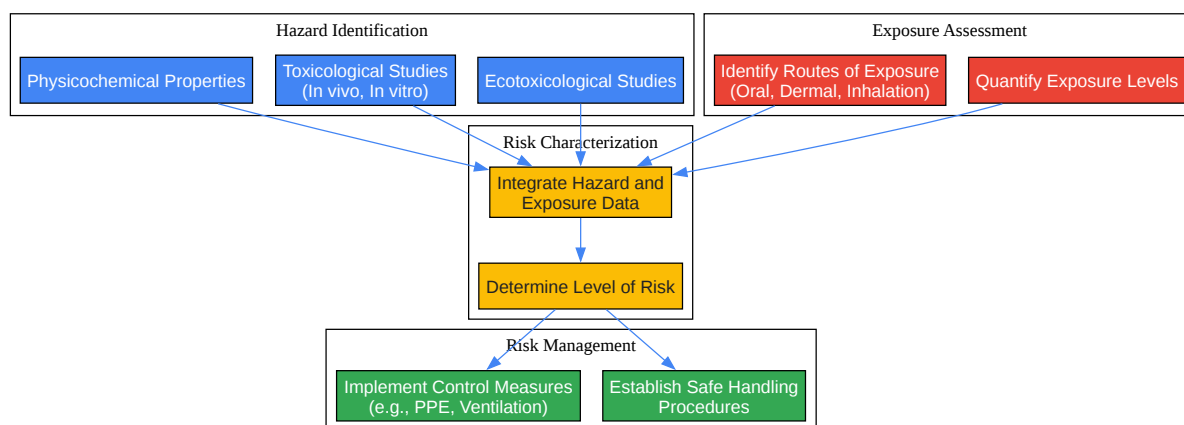 Hazard Identification
Physicochemical Properties
Toxicological Studies
(In vivo, In vitro)
Ecotoxicological Studies
Exposure Assessment
Identify Routes of Exposure
(Oral, Dermal, Inhalation)
Quantify Exposure Levels
Risk Characterization
Integrate Hazard and
Exposure Data
Determine Level of Risk
Risk Management
Implement Control Measures
(e.g., PPE, Ventilation)
Establish Safe Handling
Procedures